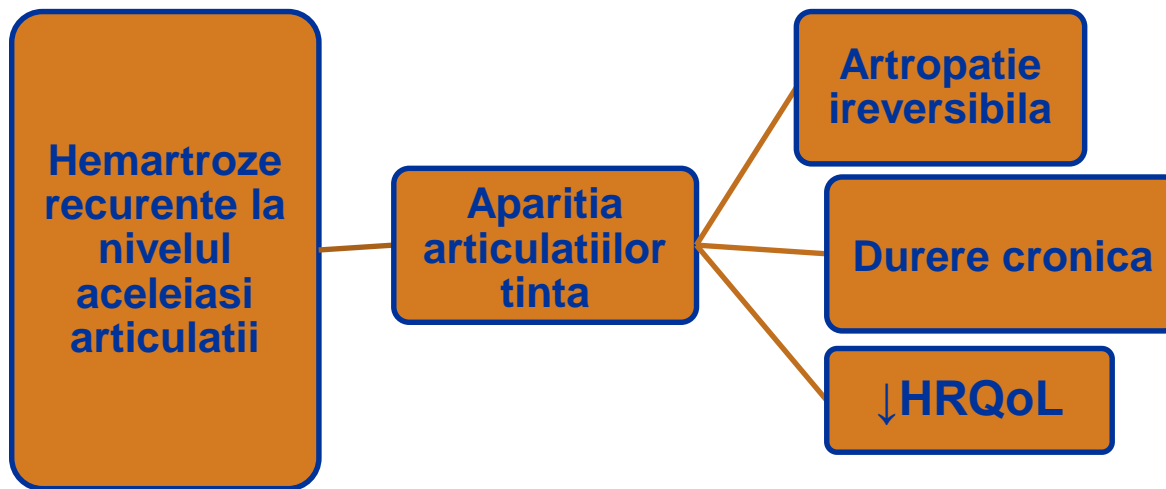 Hemartroze
recurente la
nivelul
aceleiasi
articulatii
Aparitia
articulatiilor
tinta
Artropatie
ireversibila
Durere cronica
↓HRQoL